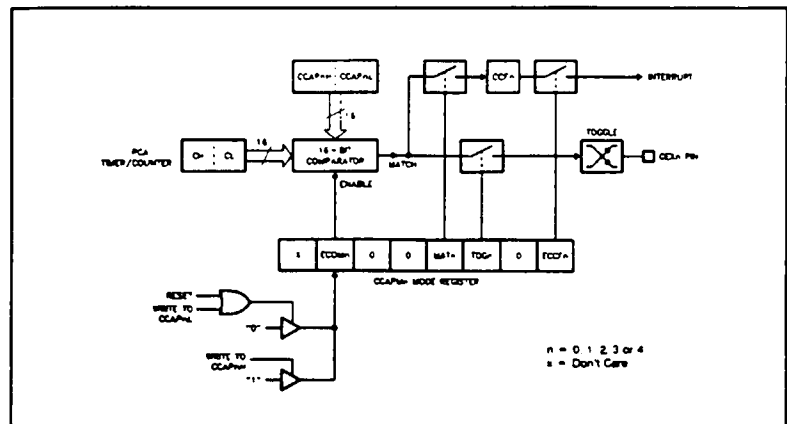 CCAPnH CCAPnL
16
PCA
TIMER/COUNTER
CH CL
16
16-BIT
COMPARATOR
ENABLE
MATCH
CCFn
INTERRUPT
TOGGLE
CEXn PIN
x ECOMn 0 0 MATn TOGn 0 ECCFn
CCAPMn MODE REGISTER
RESET
WRITE TO
CCAPnL
"0"
WRITE TO
CCAPnH
"1"
n = 0, 1, 2, 3 or 4
x = Don't Care